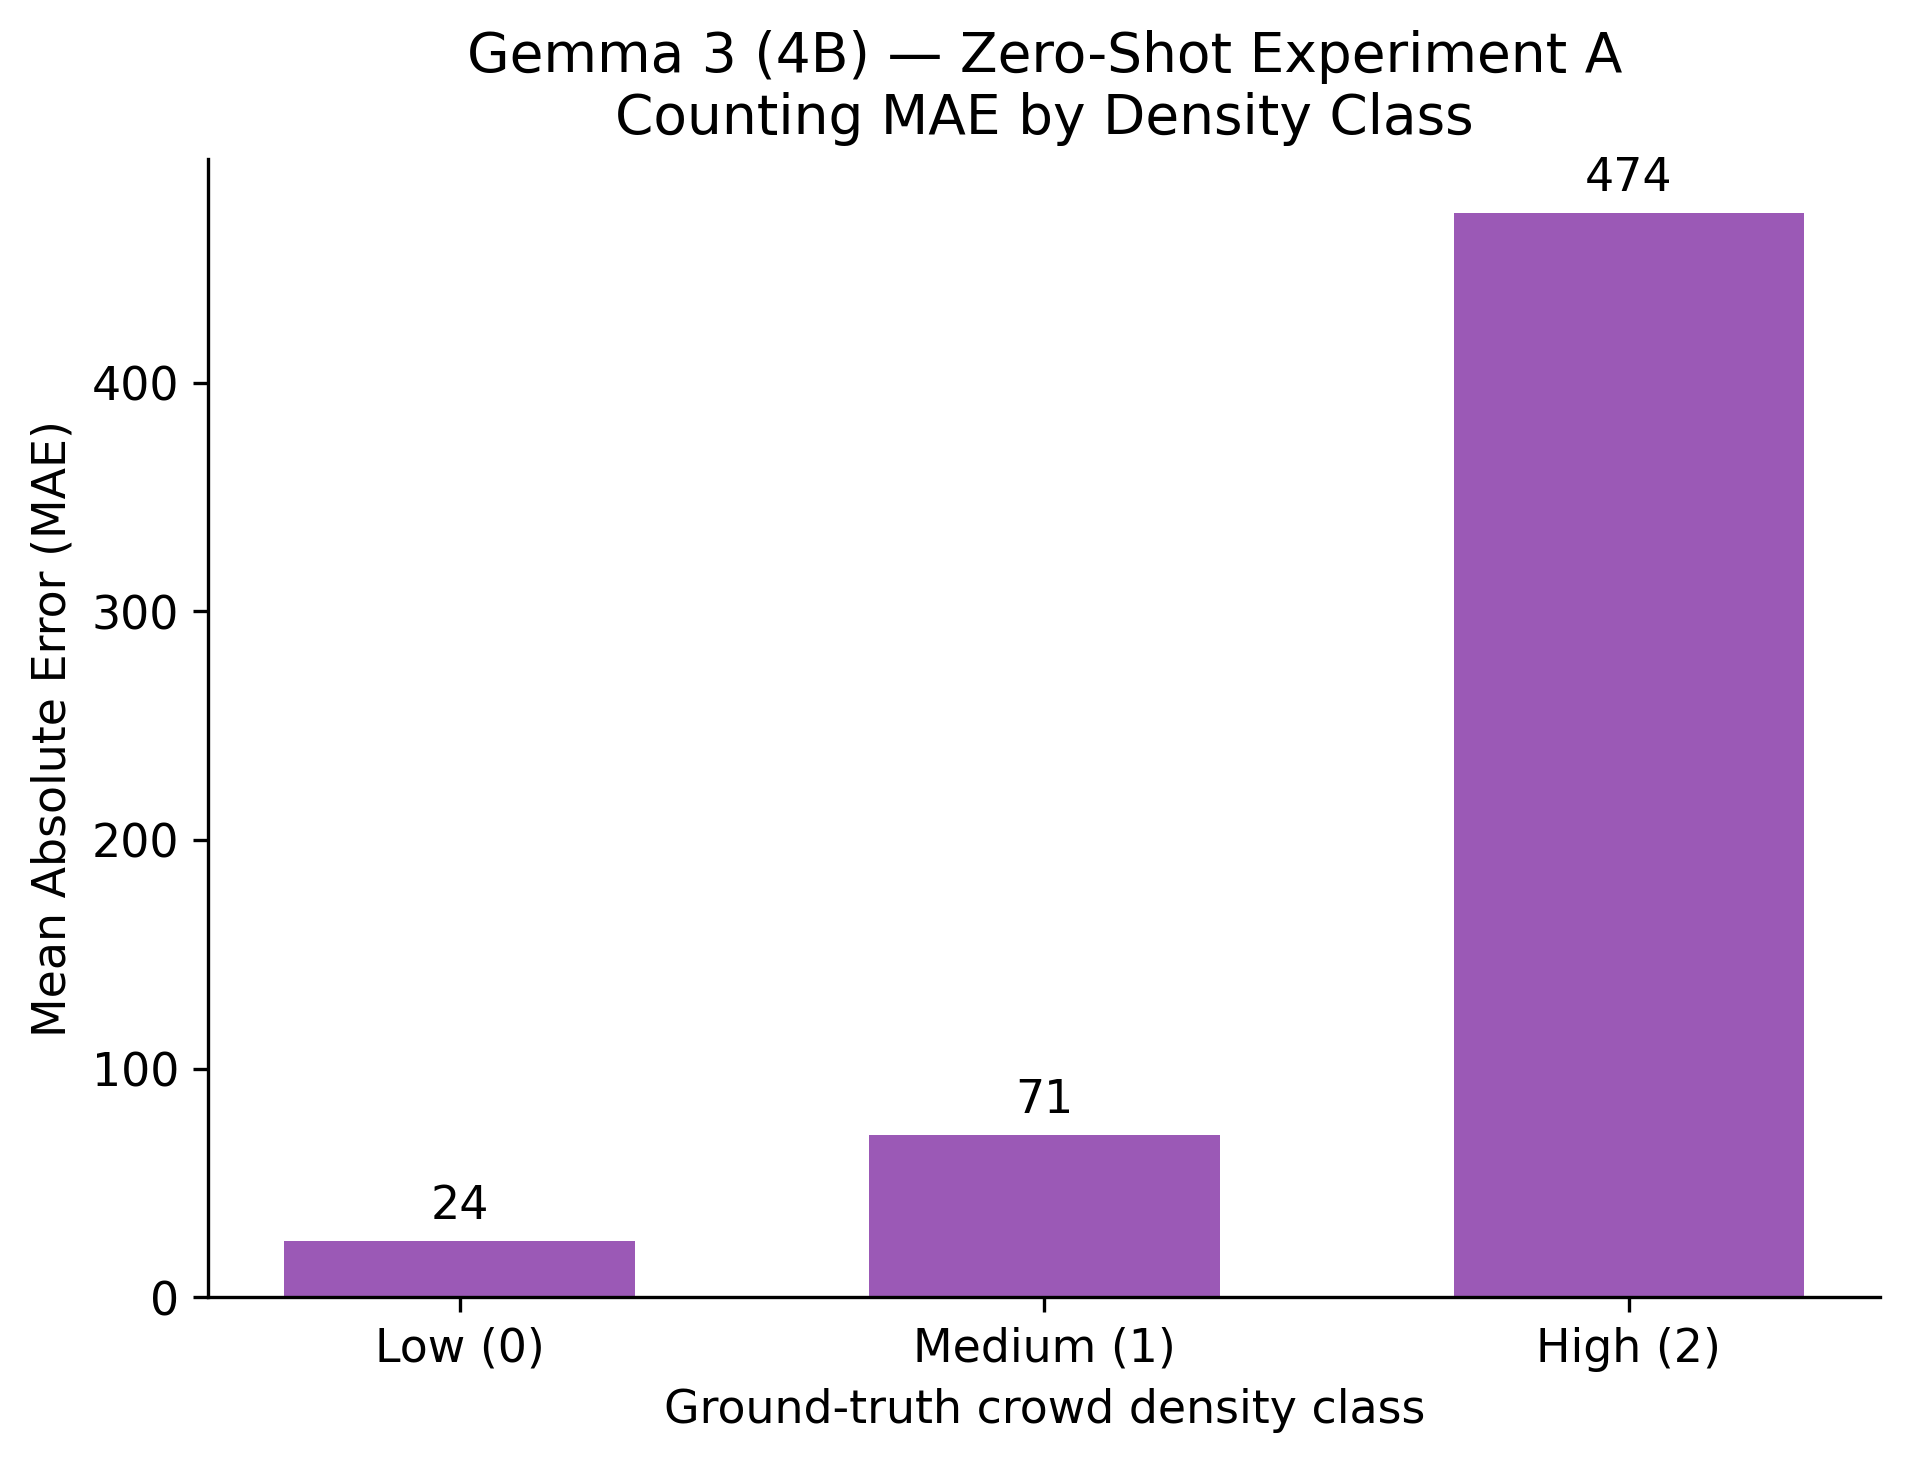 Gemma 3 (4B) — Zero-Shot Experiment A
Counting MAE by Density Class
Mean Absolute Error (MAE)
400
300
200
100
0
24
71
474
Low (0)
Medium (1)
High (2)
Ground-truth crowd density class